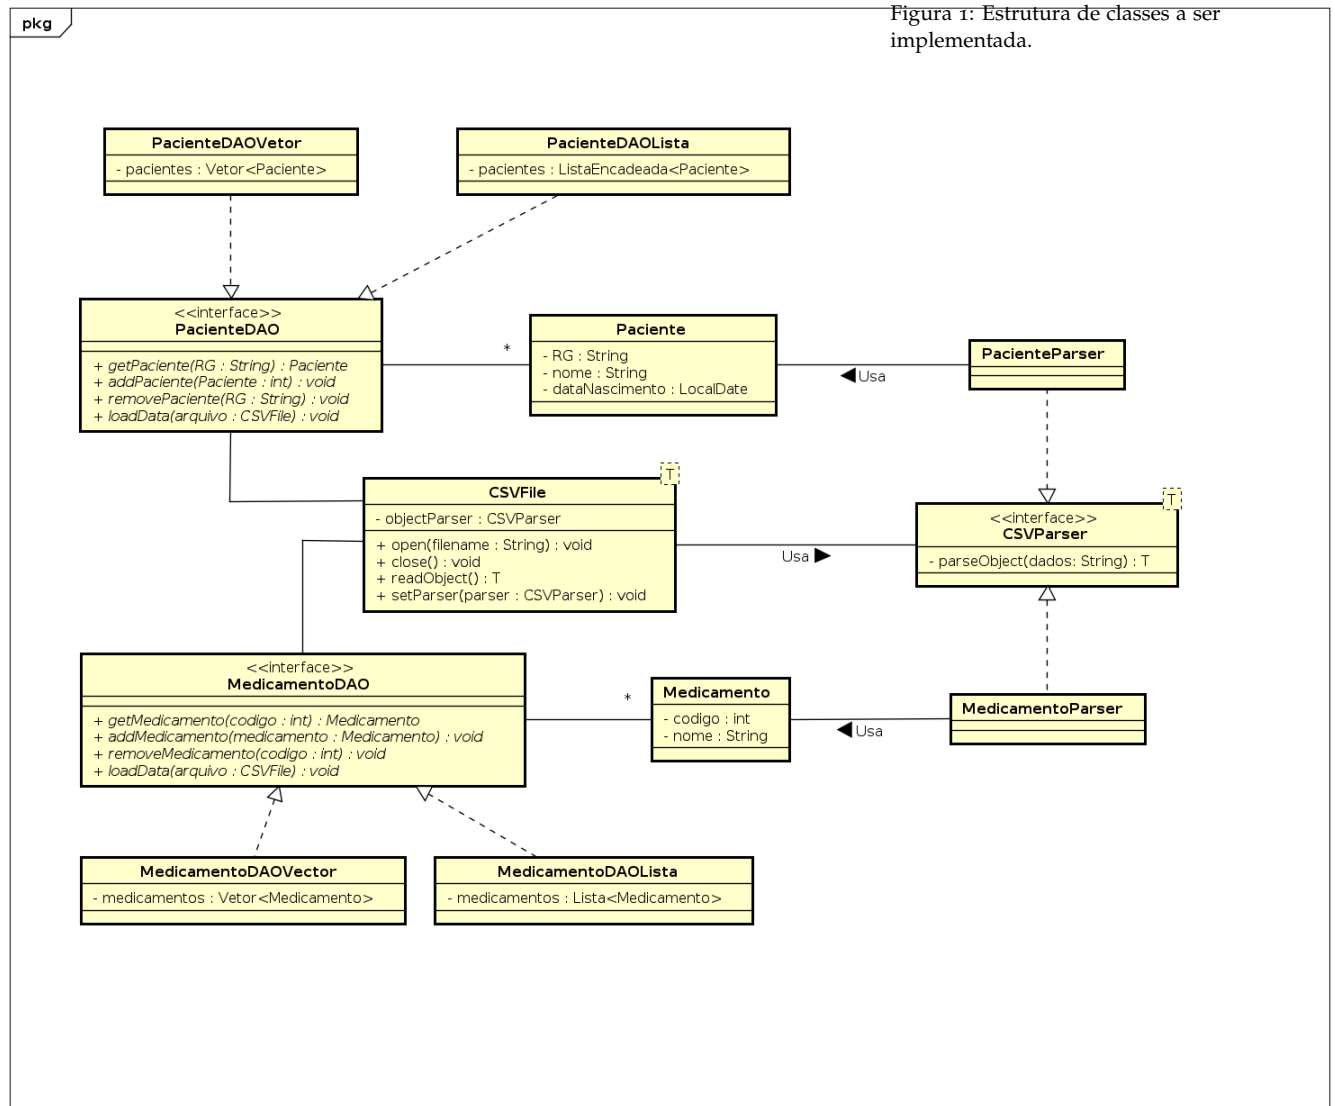 pkg
Figura 1: Estrutura de classes a ser
implementada.
PacienteDAOVetor
- pacientes : Vetor<Paciente>
PacienteDAOLista
- pacientes : ListaEncadeada<Paciente>
<<interface>>
PacienteDAO
+ getPaciente(RG : String) : Paciente
+ addPaciente(Paciente : int) : void
+ removePaciente(RG : String) : void
+ loadData(arquivo : CSVFile) : void
*
Paciente
- RG : String
- nome : String
- dataNascimento : LocalDate
Usa
PacienteParser
T
CSVFile
- objectParser : CSVParser
+ open(filename : String) : void
+ close() : void
+ readObject() : T
+ setParser(parser : CSVParser) : void
Usa
T
<<interface>>
CSVParser
- parseObject(dados: String) : T
<<interface>>
MedicamentoDAO
+ getMedicamento(codigo : int) : Medicamento
+ addMedicamento(medicamento : Medicamento) : void
+ removeMedicamento(codigo : int) : void
+ loadData(arquivo : CSVFile) : void
*
Medicamento
- codigo : int
- nome : String
Usa
MedicamentoParser
MedicamentoDAOVector
- medicamentos : Vetor<Medicamento>
MedicamentoDAOLista
- medicamentos : Lista<Medicamento>